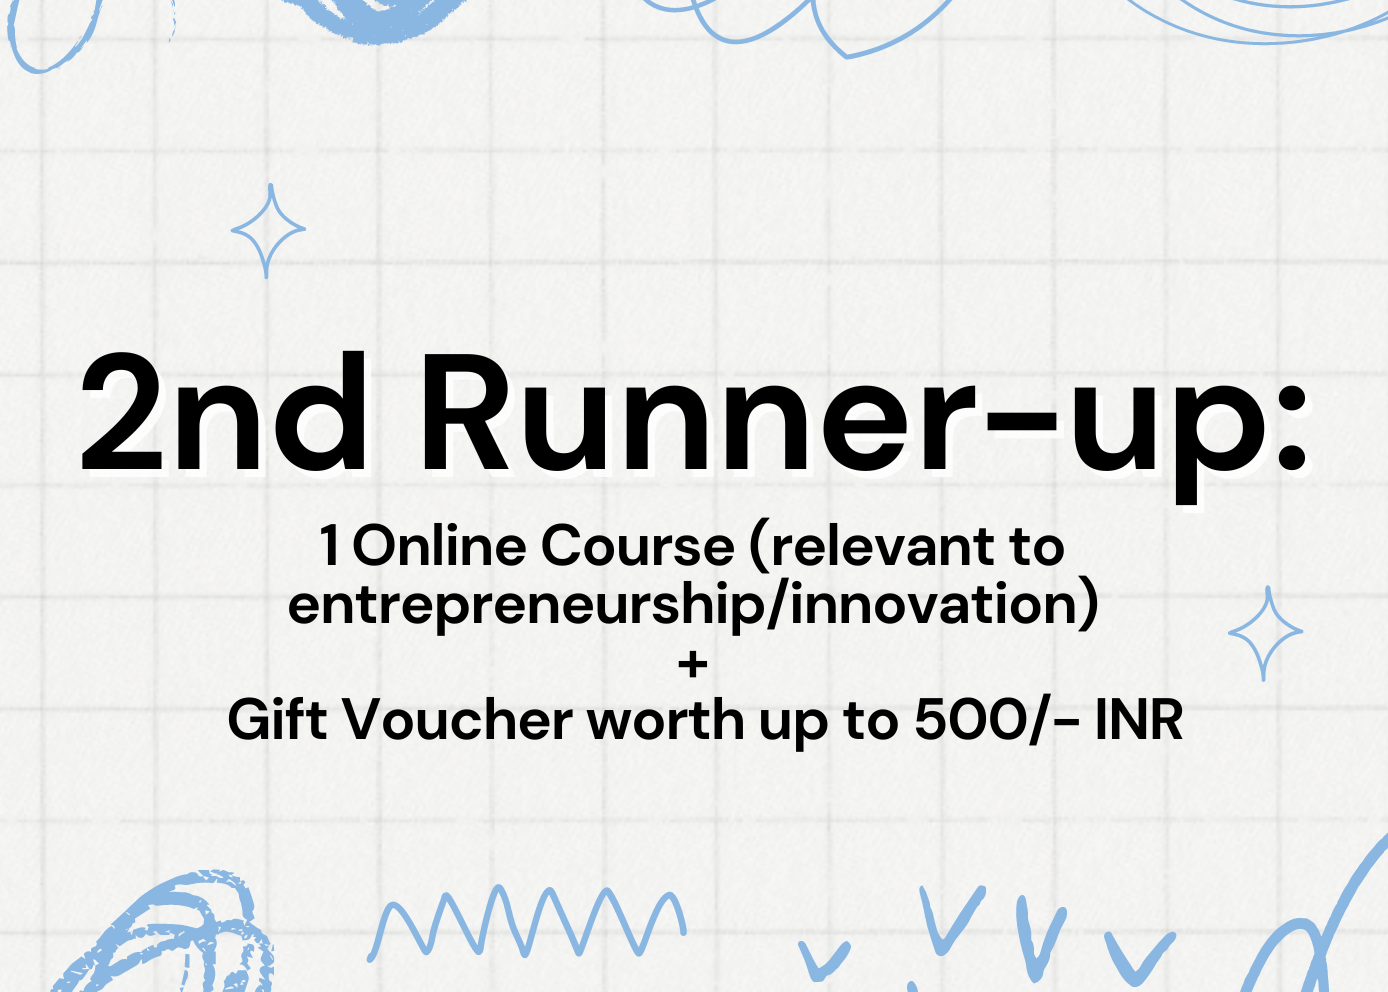 2nd Runner-up:
1 Online Course (relevant to
entrepreneurship/innovation)
+
Gift Voucher worth up to 500/- INR